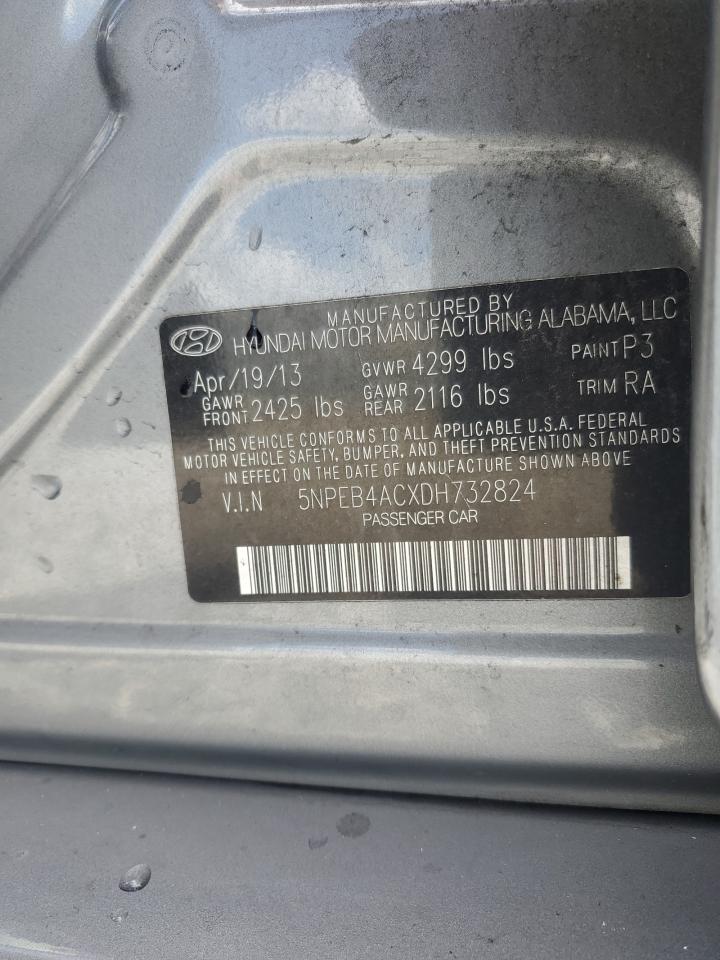 MANUFACTURED BY
HYUNDAI MOTOR MANUFACTURING ALABAMA, LLC
Apr/19/13 GVWR 4299 lbs PAINT P3
GAWR FRONT 2425 lbs GAWR REAR 2116 lbs TRIM RA
THIS VEHICLE CONFORMS TO ALL APPLICABLE U.S.A. FEDERAL
MOTOR VEHICLE SAFETY, BUMPER, AND THEFT PREVENTION STANDARDS
IN EFFECT ON THE DATE OF MANUFACTURE SHOWN ABOVE
V.I.N 5NPEB4ACXDH732824
PASSENGER CAR